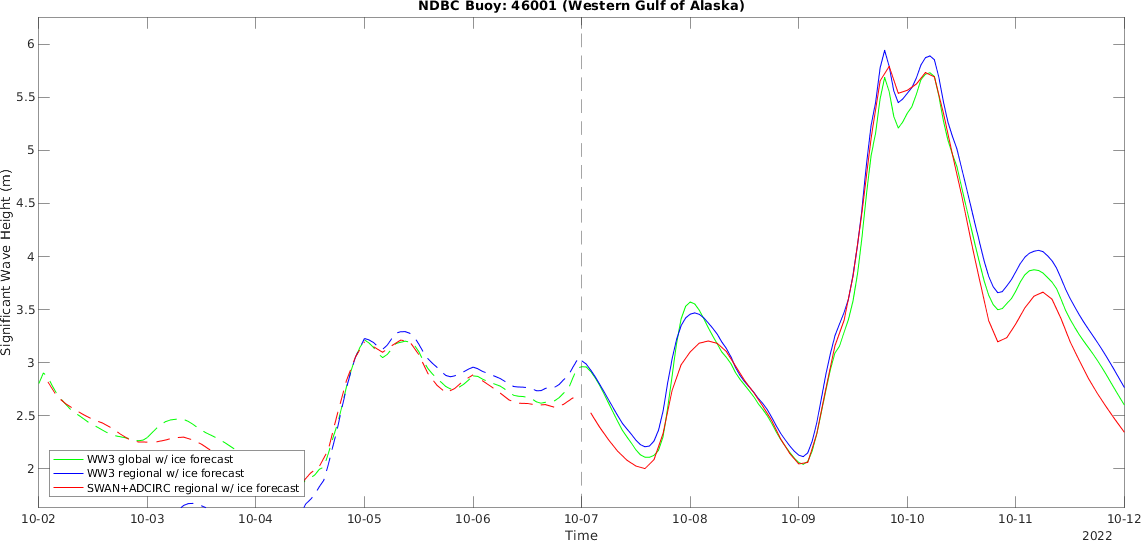 NDBC Buoy: 46001 (Western Gulf of Alaska)
Significant Wave Height (m)
6
5.5
5
4.5
4
3.5
3
2.5
2
WW3 global w/ ice forecast
WW3 regional w/ ice forecast
SWAN+ADCIRC regional w/ ice forecast
10-02 10-03 10-04 10-05 10-06 10-07 10-08 10-09 10-10 10-11 10-12
Time
2022